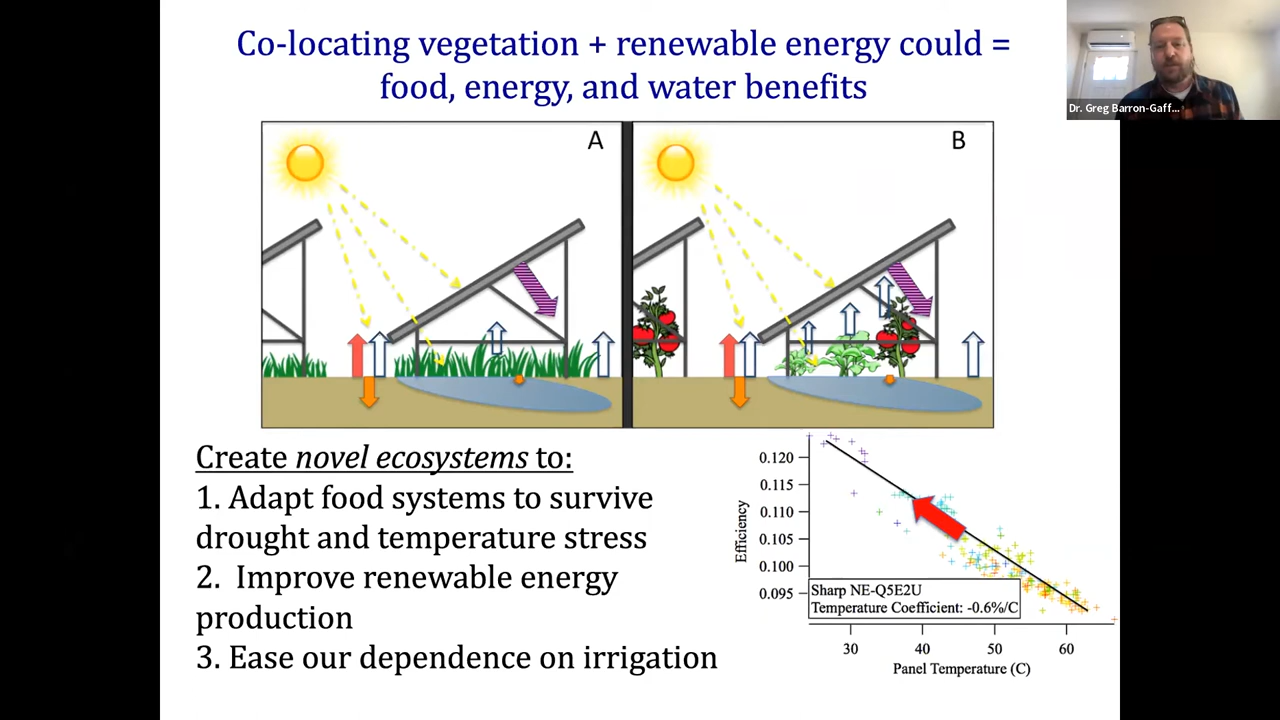 Co-locating vegetation + renewable energy could =
food, energy, and water benefits
Dr. Greg Barron-Gaff...
A
B
Create novel ecosystems to:
1. Adapt food systems to survive
drought and temperature stress
2. Improve renewable energy
production
3. Ease our dependence on irrigation
Efficiency
0.120
0.115
0.110
0.105
0.100
0.095
Sharp NE-Q5E2U
Temperature Coefficient: -0.6%/C
30 40 50 60
Panel Temperature (C)